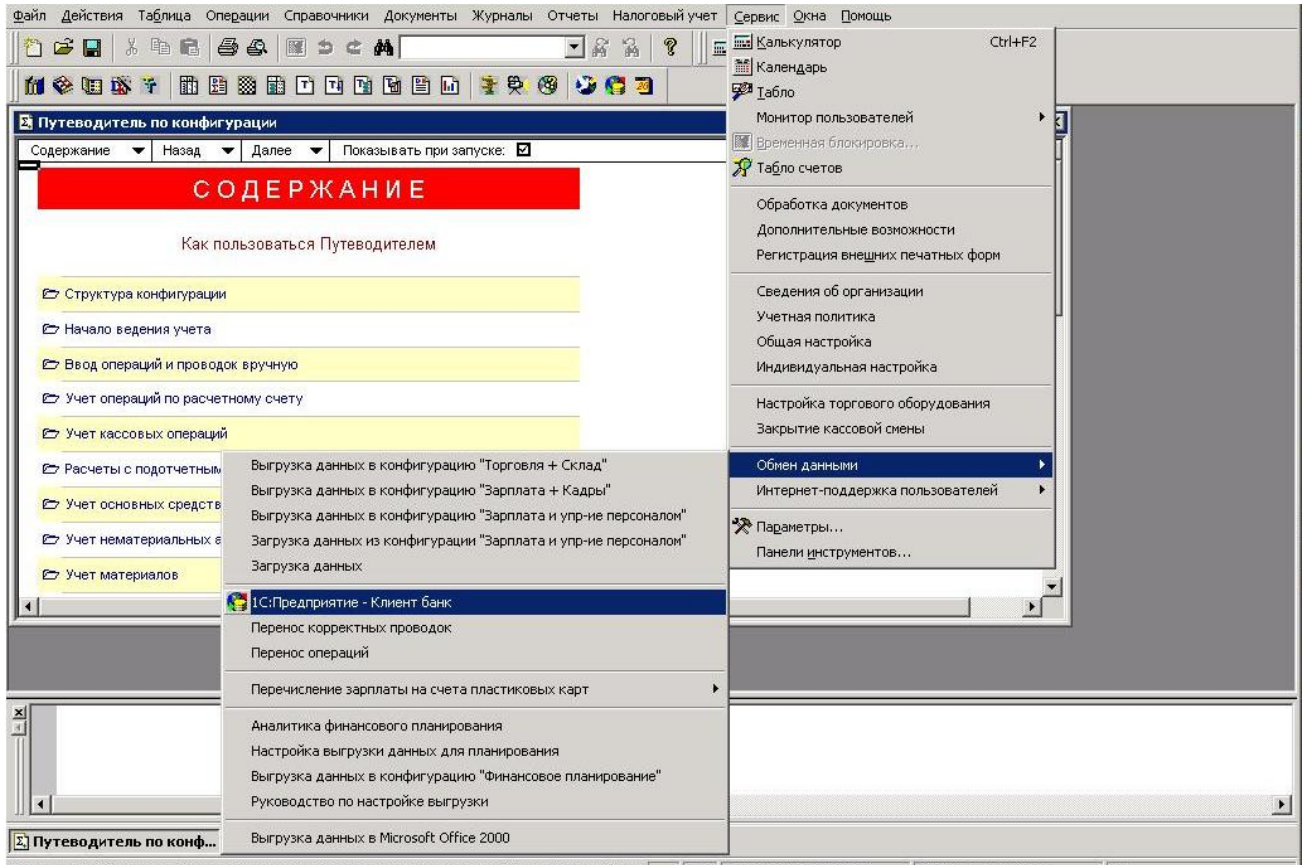 Файл Действия Таблица Операции Справочники Документы Журналы Отчеты Налоговый учет Сервис Окна Помощь
Путеводитель по конфигурации
Содержание Назад Далее Показывать при запуске:
СОДЕРЖАНИЕ
Как пользоваться Путеводителем
Структура конфигурации
Начало ведения учета
Ввод операций и проводок вручную
Учет операций по расчетному счету
Учет кассовых операций
Расчеты с подотчетным
Учет основных средств
Учет нематериальных а
Учет материалов
Калькулятор Ctrl+F2
Календарь
Табло
Монитор пользователей
Временная блокировка...
Табло счетов
Обработка документов
Дополнительные возможности
Регистрация внешних печатных форм
Сведения об организации
Учетная политика
Общая настройка
Индивидуальная настройка
Настройка торгового оборудования
Закрытие кассовой смены
Обмен данными
Интернет-поддержка пользователей
Параметры...
Панели инструментов...
Выгрузка данных в конфигурацию "Торговля + Склад"
Выгрузка данных в конфигурацию "Зарплата + Кадры"
Выгрузка данных в конфигурацию "Зарплата и упр-ие персоналом"
Загрузка данных из конфигурации "Зарплата и упр-ие персоналом"
Загрузка данных
1С:Предприятие - Клиент банк
Перенос корректных проводок
Перенос операций
Перечисление зарплаты на счета пластиковых карт
Аналитика финансового планирования
Настройка выгрузки данных для планирования
Выгрузка данных в конфигурацию "Финансовое планирование"
Руководство по настройке выгрузки
Выгрузка данных в Microsoft Office 2000
Путеводитель по конф...